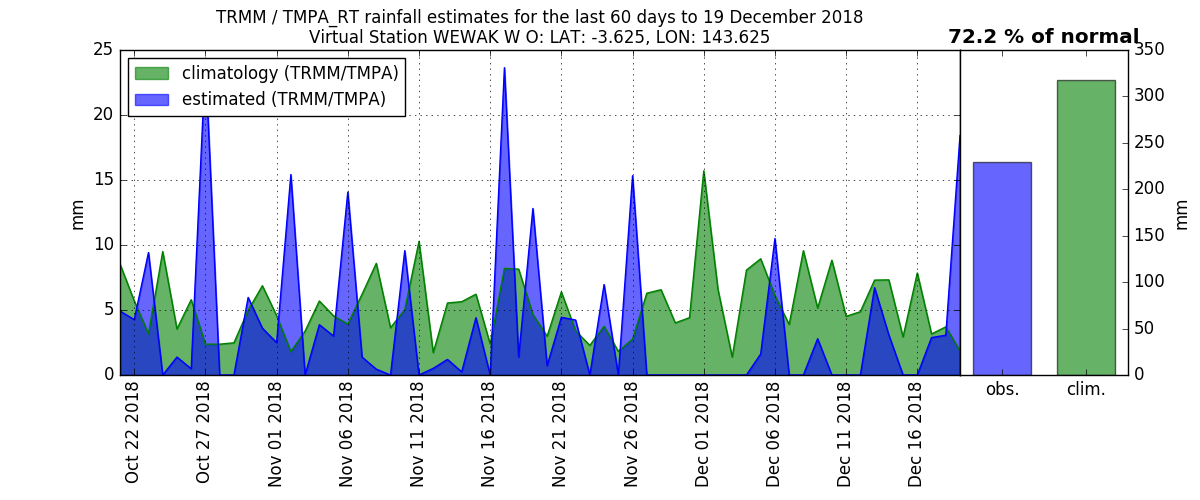 TRMM / TMPA_RT rainfall estimates for the last 60 days to 19 December 2018
Virtual Station WEWAK W O: LAT: -3.625, LON: 143.625
72.2 % of normal
climatology (TRMM/TMPA)
estimated (TRMM/TMPA)
25
20
15
10
5
0
mm
350
300
250
200
150
100
50
0
mm
Oct 22 2018
Oct 27 2018
Nov 01 2018
Nov 06 2018
Nov 11 2018
Nov 16 2018
Nov 21 2018
Nov 26 2018
Dec 01 2018
Dec 06 2018
Dec 11 2018
Dec 16 2018
obs.
clim.